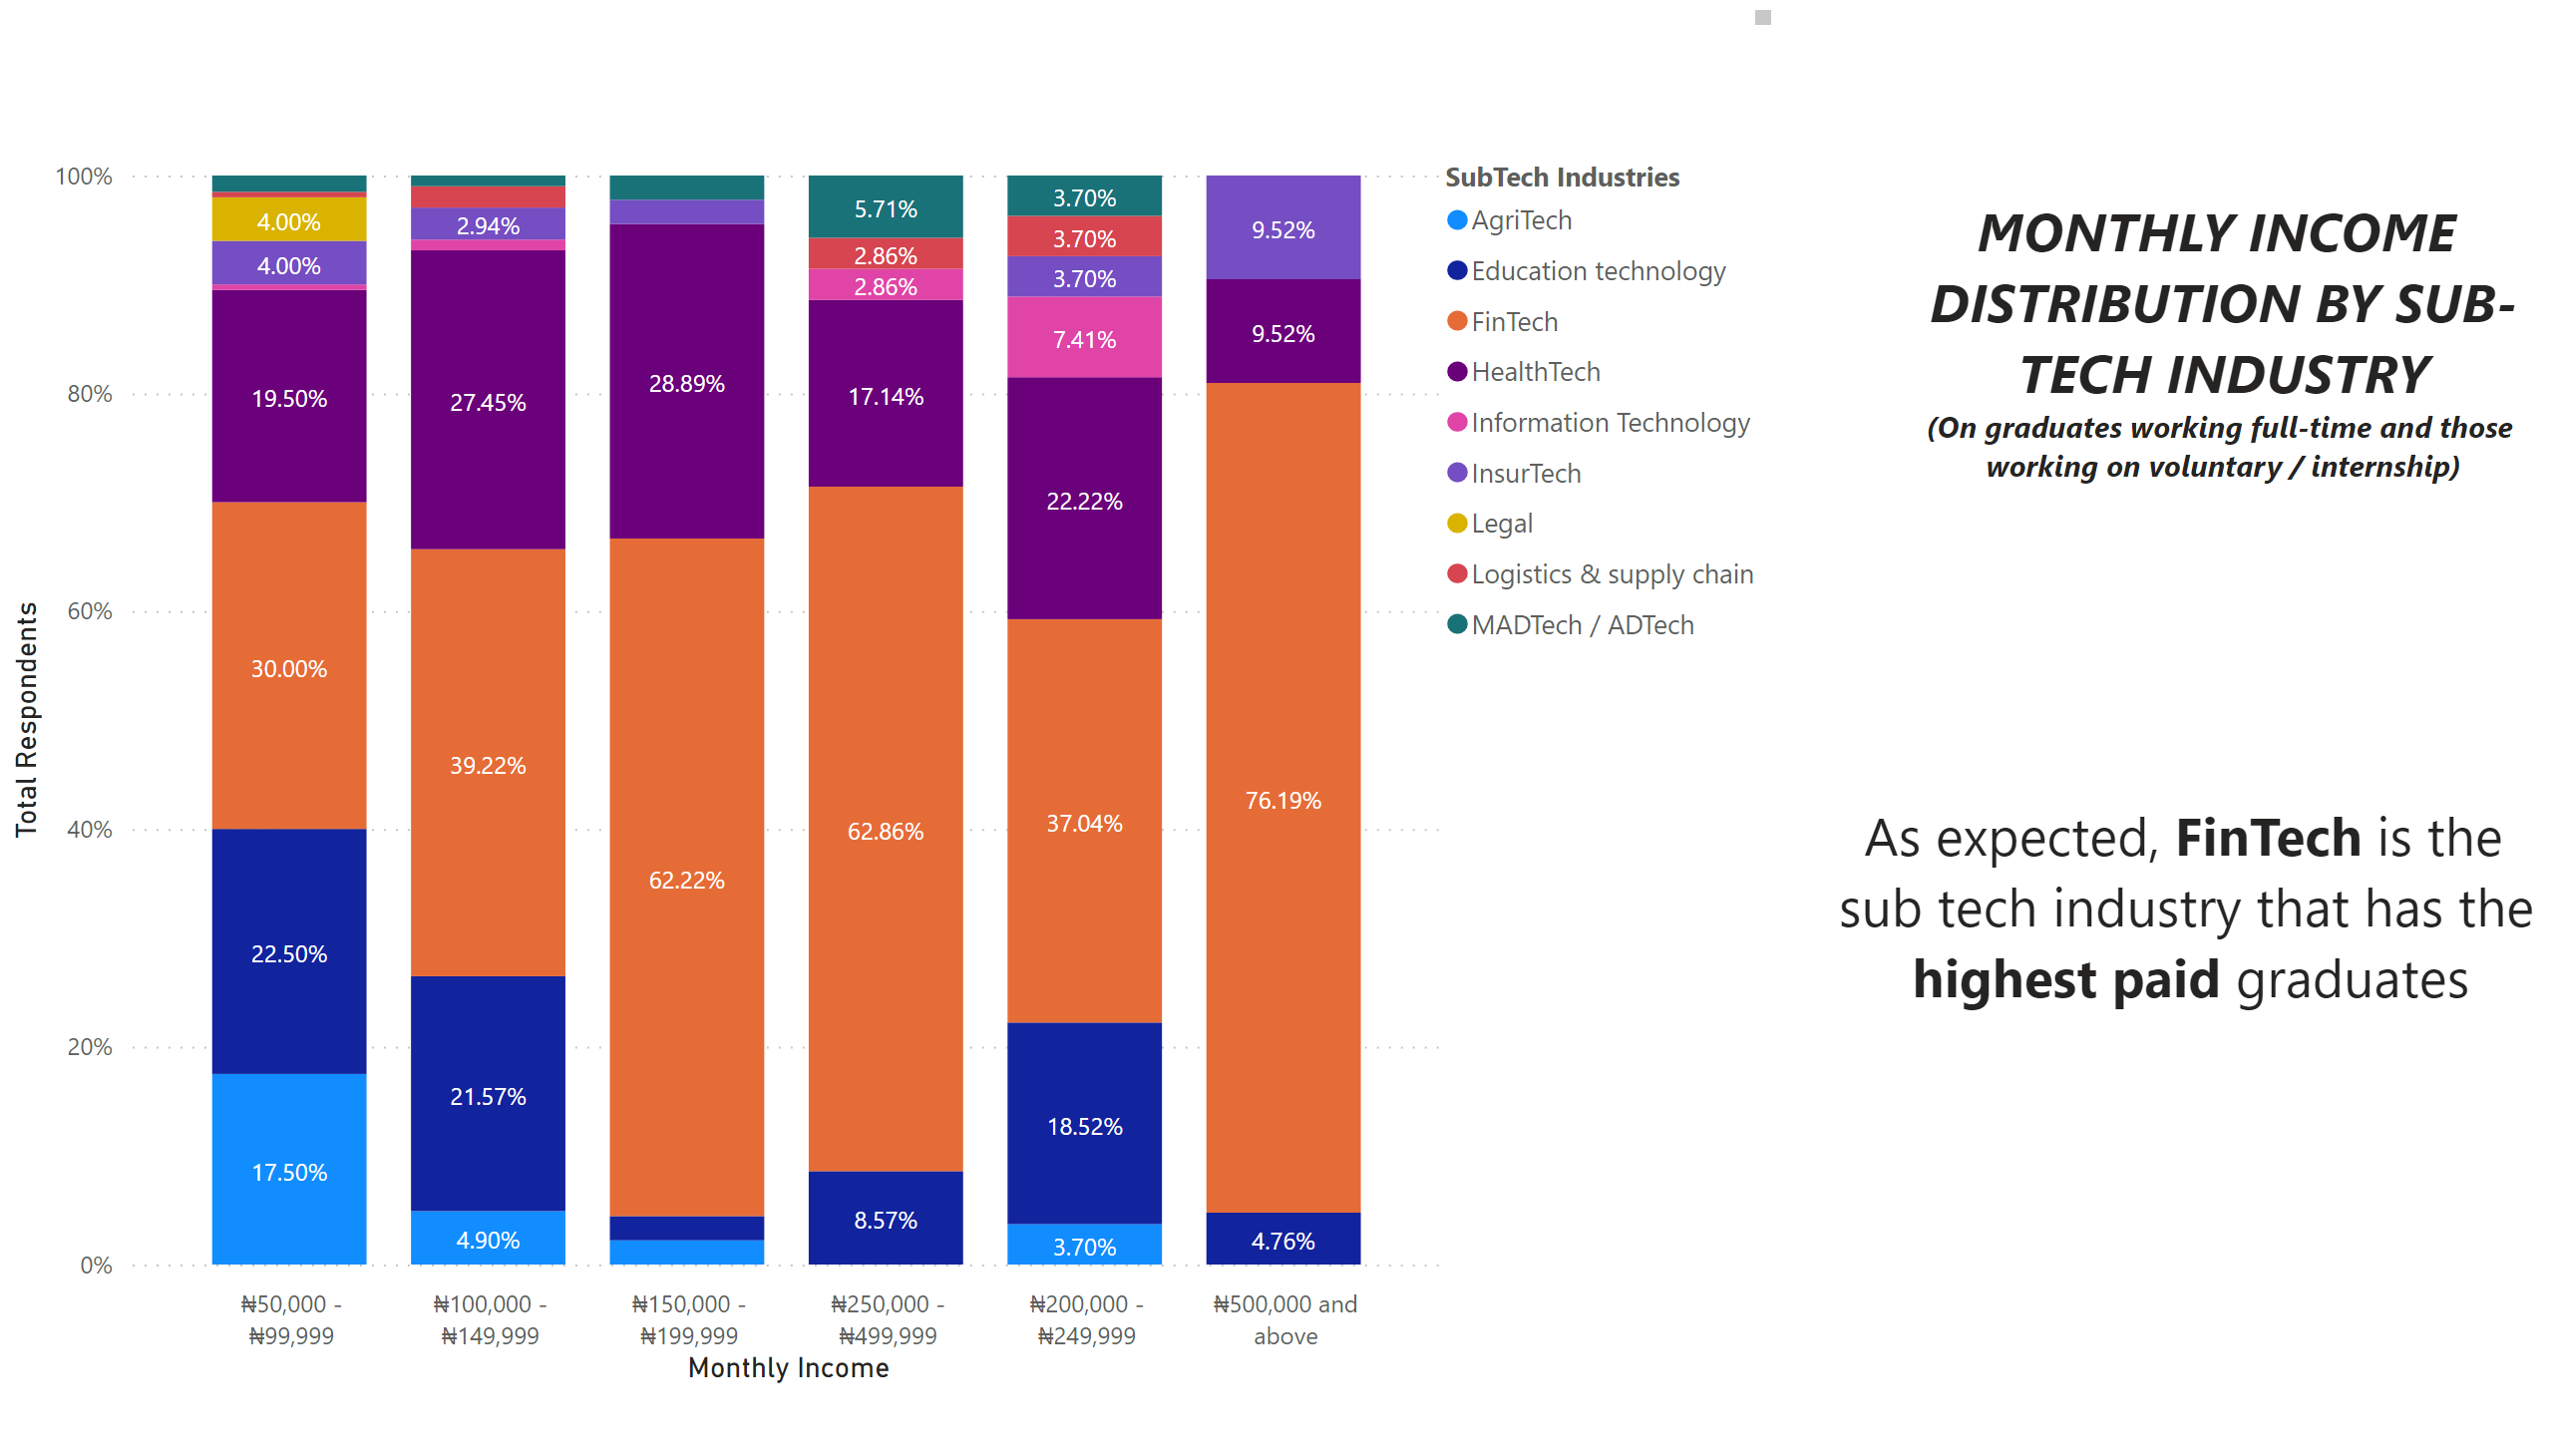 MONTHLY INCOME
DISTRIBUTION BY SUB-
TECH INDUSTRY
(On graduates working full-time and those
working on voluntary / internship)
As expected, FinTech is the
sub tech industry that has the
highest paid graduates
SubTech Industries
AgriTech
Education technology
FinTech
HealthTech
Information Technology
InsurTech
Legal
Logistics & supply chain
MADTech / ADTech
Total Respondents
100%
80%
60%
40%
20%
0%
4.00%
4.00%
19.50%
30.00%
22.50%
17.50%
2.94%
27.45%
39.22%
21.57%
4.90%
28.89%
62.22%
5.71%
2.86%
2.86%
17.14%
62.86%
8.57%
3.70%
3.70%
3.70%
7.41%
22.22%
37.04%
18.52%
3.70%
9.52%
9.52%
76.19%
4.76%
₦50,000 -
₦99,999
₦100,000 -
₦149,999
₦150,000 -
₦199,999
₦250,000 -
₦499,999
₦200,000 -
₦249,999
₦500,000 and
above
Monthly Income